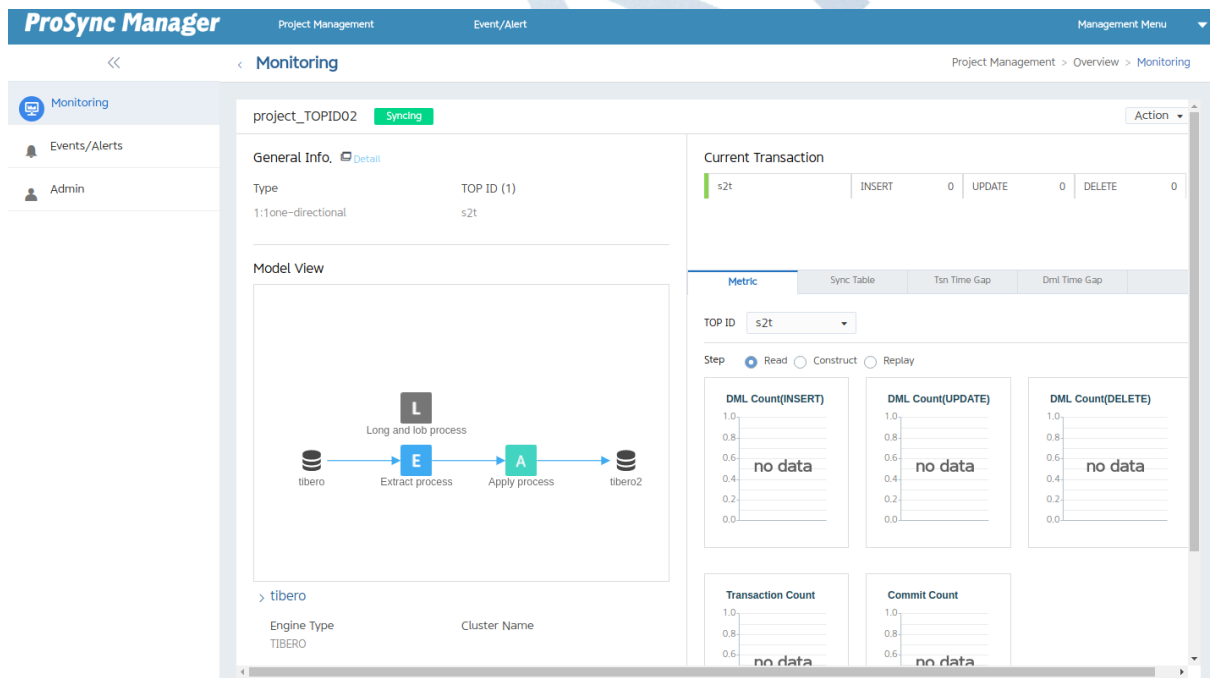 ProSync Manager Project Management Event/Alert Management Menu
Monitoring Project Management > Overview > Monitoring
Monitoring
Events/Alerts
Admin
project_TOPID02 Syncing Action
General Info. Detail
Type TOP ID (1)
1:1one-directional s2t
Model View
L
Long and lob process
E A
tibero Extract process Apply process tibero2
> tibero
Engine Type Cluster Name
TIBERO
Current Transaction
s2t INSERT 0 UPDATE 0 DELETE 0
Metric Sync Table Tsn Time Gap Dml Time Gap
TOP ID s2t
Step Read Construct Replay
DML Count(INSERT) DML Count(UPDATE) DML Count(DELETE)
1.0 1.0 1.0
0.8 0.8 0.8
0.6 0.6 0.6
no data no data no data
0.4 0.4 0.4
0.2 0.2 0.2
0.0 0.0 0.0
Transaction Count Commit Count
1.0 1.0
0.8 0.8
0.6 0.6
no data no data